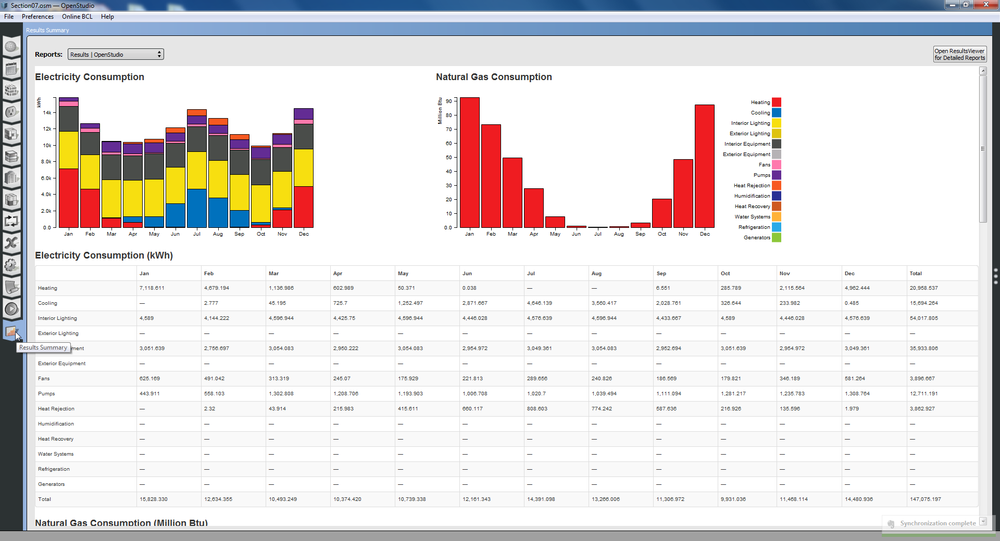 Section07.osm — OpenStudio
File Preferences Online BCL Help
Results Summary
Reports: Results | OpenStudio
Open ResultsViewer
for Detailed Reports
Electricity Consumption
kWh
14k
12k
10k
8.0k
6.0k
4.0k
2.0k
0.0
Jan Feb Mar Apr May Jun Jul Aug Sep Oct Nov Dec
Natural Gas Consumption
Million Btu
90
80
70
60
50
40
30
20
10
0.0
Jan Feb Mar Apr May Jun Jul Aug Sep Oct Nov Dec
Heating
Cooling
Interior Lighting
Exterior Lighting
Interior Equipment
Exterior Equipment
Fans
Pumps
Heat Rejection
Humidification
Heat Recovery
Water Systems
Refrigeration
Generators
Electricity Consumption (kWh)
Jan Feb Mar Apr May Jun Jul Aug Sep Oct Nov Dec Total
Heating 7,118.611 4,679.194 1,136.986 602.989 50.371 0.038 — — 6.551 285.789 2,115.564 4,962.444 20,958.537
Cooling — 2.777 45.195 725.7 1,252.497 2,871.667 4,646.139 3,560.417 2,028.761 326.644 233.982 0.485 15,694.264
Interior Lighting 4,589 4,144.222 4,596.944 4,425.75 4,596.944 4,446.028 4,576.639 4,596.944 4,433.667 4,589 4,446.028 4,576.639 54,017.805
Exterior Lighting — — — — — — — — — — — — —
Results Summary
ment 3,051.639 2,756.697 3,054.083 2,950.222 3,054.083 2,954.972 3,049.361 3,054.083 2,952.694 3,051.639 2,954.972 3,049.361 35,933.806
Exterior Equipment — — — — — — — — — — — — —
Fans 625.169 491.042 313.319 245.07 175.929 221.813 289.656 240.826 186.569 179.821 346.189 581.264 3,896.667
Pumps 443.911 558.103 1,302.808 1,208.706 1,193.903 1,006.708 1,020.7 1,039.494 1,111.094 1,281.217 1,235.783 1,308.764 12,711.191
Heat Rejection — 2.32 43.914 215.983 415.611 660.117 808.603 774.242 587.636 216.926 135.596 1.979 3,862.927
Humidification — — — — — — — — — — — — —
Heat Recovery — — — — — — — — — — — — —
Water Systems — — — — — — — — — — — — —
Refrigeration — — — — — — — — — — — — —
Generators — — — — — — — — — — — — —
Total 15,828.330 12,634.355 10,493.249 10,374.420 10,739.338 12,161.343 14,391.098 13,266.006 11,306.972 9,931.036 11,468.114 14,480.936 147,075.197
Natural Gas Consumption (Million Btu)
Synchronization complete